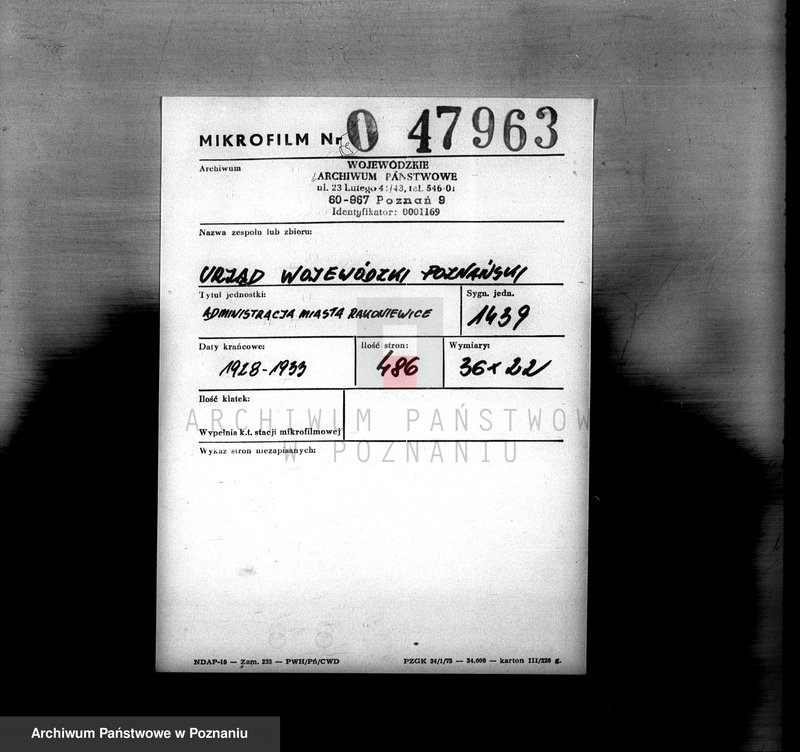 MIKROFILM Nr 0 47963
Archiwum
WOJEWÓDZKIE
ARCHIWUM PAŃSTWOWE
ul. 23 Lutego 41/43, tel. 546-01
60-967 Poznań 9
Identyfikator: 0001169
Nazwa zespołu lub zbioru:
URZĄD WOJEWÓDZKI POZNAŃSKI
Tytuł jednostki:
ADMINISTRACJA MIASTA RAKONIEWICE
Sygn. jedn.
1439
Daty krańcowe:
1928-1933
Ilość stron:
486
Wymiary:
36x22
Ilość klatek:
Wypełnia k.t. stacji mikrofilmowej
ARCHIWUM PAŃSTWOWE
W POZNANIU
Wykaz stron niezapisanych:
NDAP-10 — Zam. 233 — PWH/Pń/CWD
PZGK 34/1/75 — 34.000 — karton III/220 g.
Archiwum Państwowe w Poznaniu